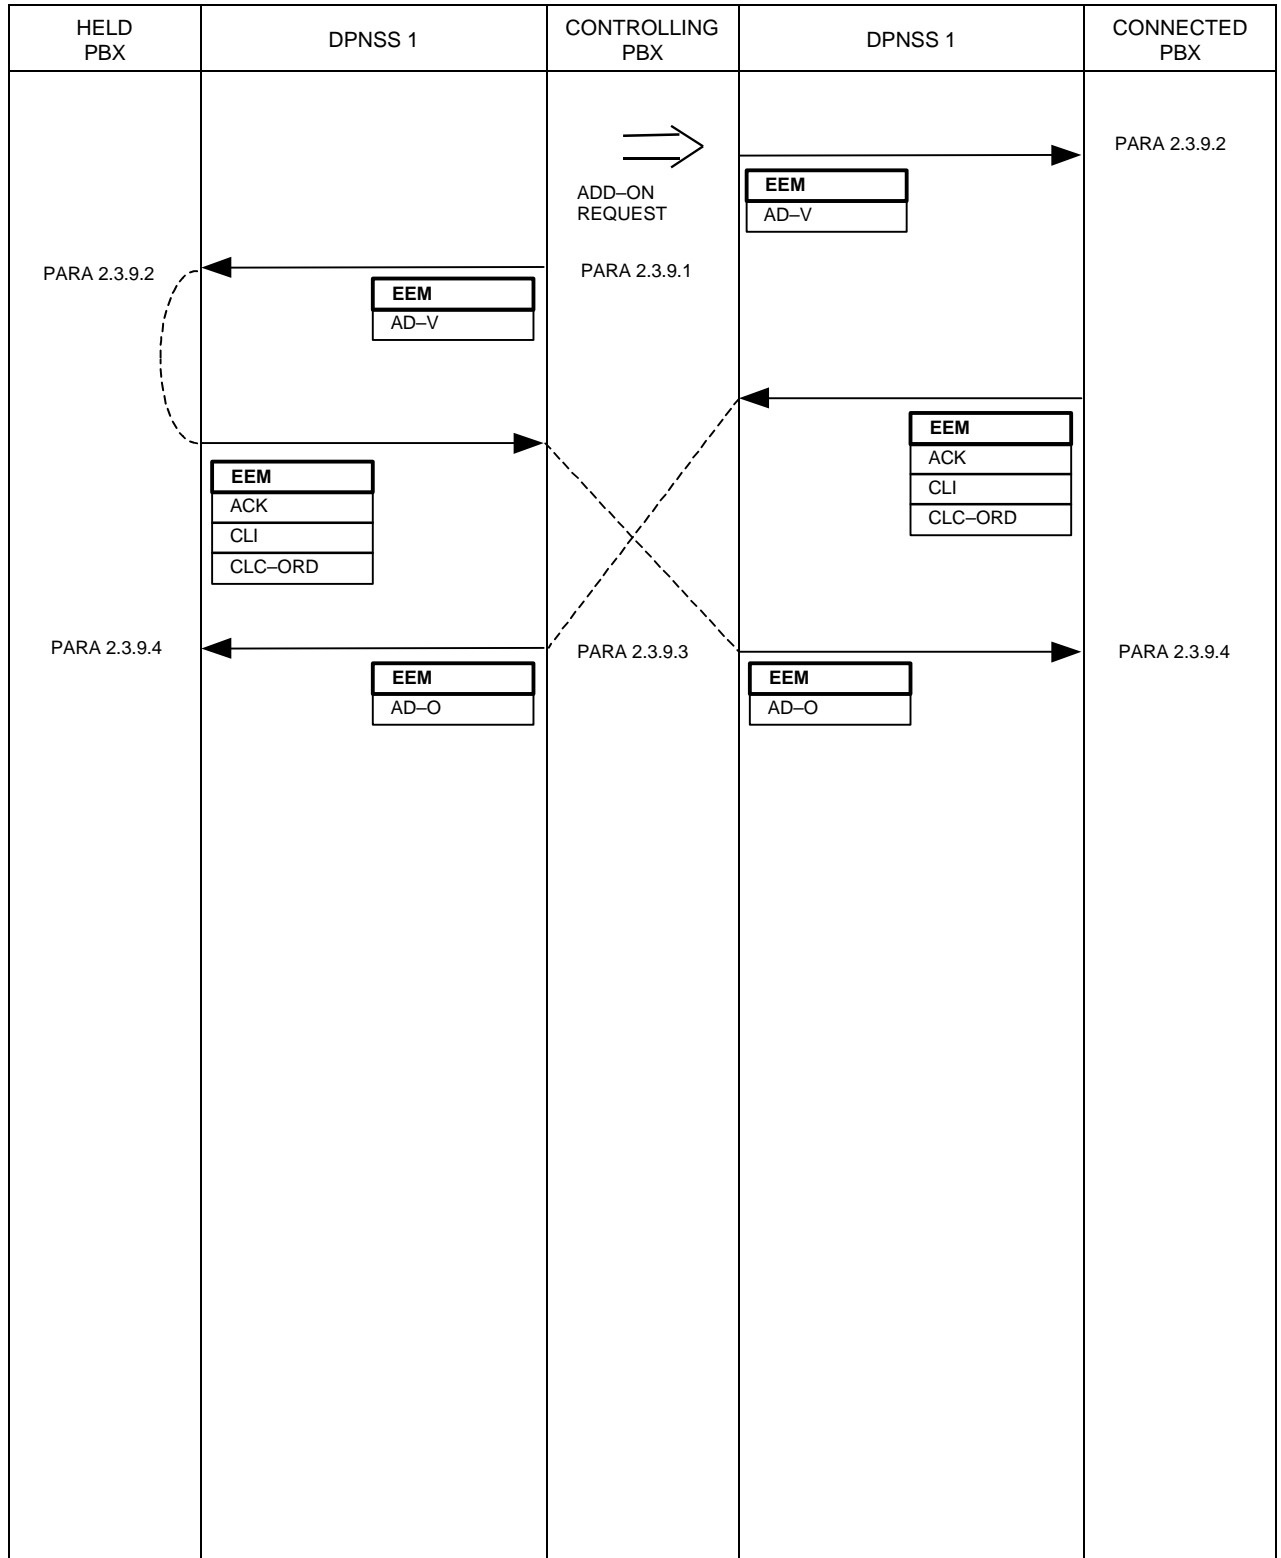 HELD
PBX
DPNSS 1
CONTROLLING
PBX
DPNSS 1
CONNECTED
PBX
PARA 2.3.9.2
ADD–ON
REQUEST
EEM
AD–V
PARA 2.3.9.2
PARA 2.3.9.1
EEM
AD–V
EEM
ACK
CLI
CLC–ORD
EEM
ACK
CLI
CLC–ORD
PARA 2.3.9.4
PARA 2.3.9.3
PARA 2.3.9.4
EEM
AD–O
EEM
AD–O